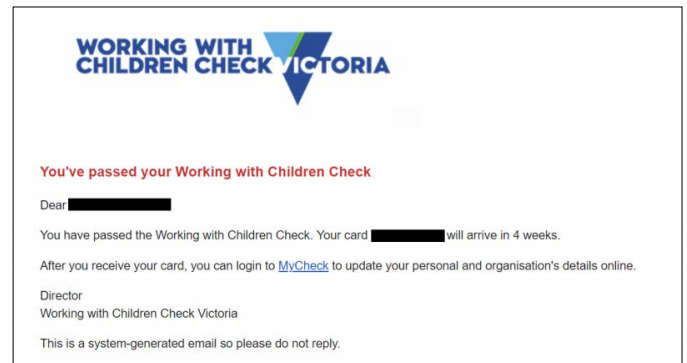 WORKING WITH
CHILDREN CHECK VICTORIA
You've passed your Working with Children Check
Dear
You have passed the Working with Children Check. Your card will arrive in 4 weeks.
After you receive your card, you can login to MyCheck to update your personal and organisation's details online.
Director
Working with Children Check Victoria
This is a system-generated email so please do not reply.